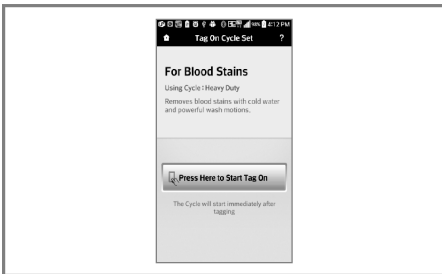 4:12 PM
Tag On Cycle Set ?
For Blood Stains
Using Cycle : Heavy Duty
Removes blood stains with cold water
and powerful wash motions.
Press Here to Start Tag On
The Cycle will start immediately after
tagging